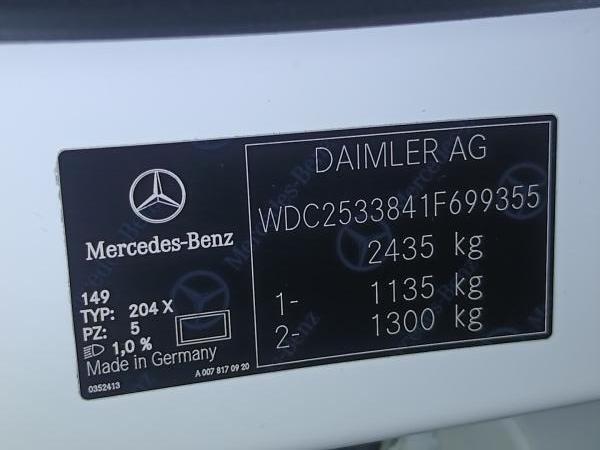 Mercedes-Benz
149
TYP: 204 X
PZ: 5
1,0 %
Made in Germany
0352413
A 007 817 09 20
DAIMLER AG
WDC2533841F699355
2435 kg
1- 1135 kg
2- 1300 kg